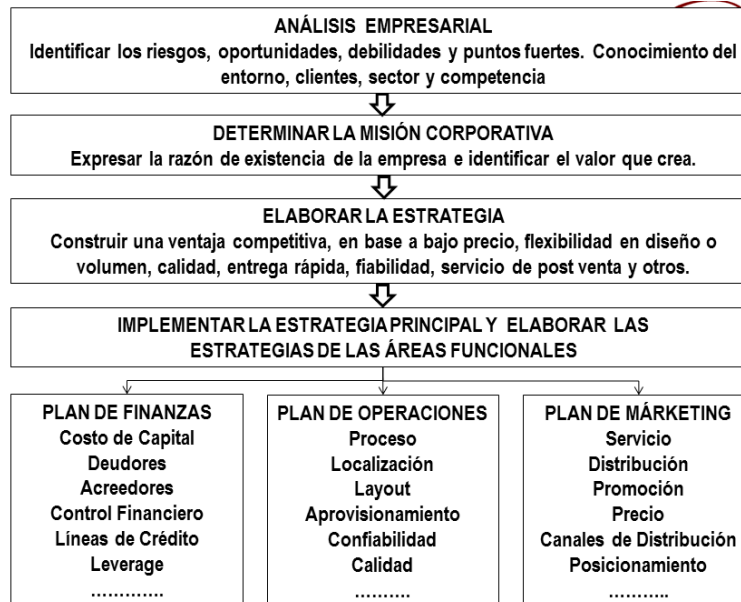 ANÁLISIS EMPRESARIAL
Identificar los riesgos, oportunidades, debilidades y puntos fuertes. Conocimiento del
entorno, clientes, sector y competencia
DETERMINAR LA MISIÓN CORPORATIVA
Expresar la razón de existencia de la empresa e identificar el valor que crea.
ELABORAR LA ESTRATEGIA
Construir una ventaja competitiva, en base a bajo precio, flexibilidad en diseño o
volumen, calidad, entrega rápida, fiabilidad, servicio de post venta y otros.
IMPLEMENTAR LA ESTRATEGIA PRINCIPAL Y ELABORAR LAS
ESTRATEGIAS DE LAS ÁREAS FUNCIONALES
PLAN DE FINANZAS
Costo de Capital
Deudores
Acreedores
Control Financiero
Líneas de Crédito
Leverage
………….
PLAN DE OPERACIONES
Proceso
Localización
Layout
Aprovisionamiento
Confiabilidad
Calidad
……….
PLAN DE MÁRKETING
Servicio
Distribución
Promoción
Precio
Canales de Distribución
Posicionamiento
………..